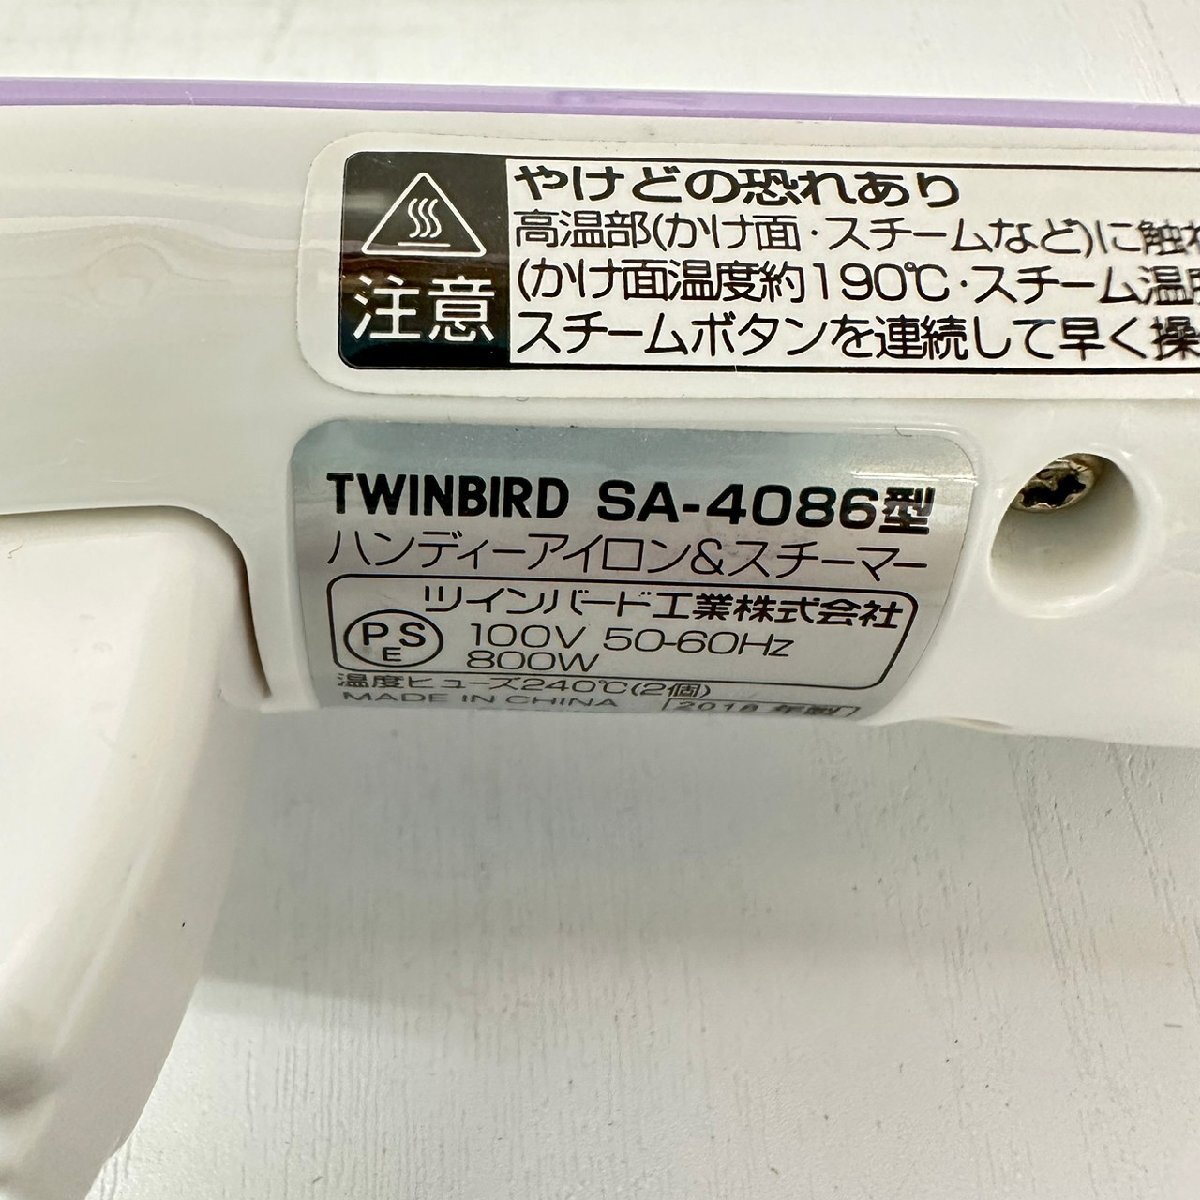 やけどの恐れあり
注意
高温部(かけ面・スチームなど)に触れ
(かけ面温度約190℃・スチーム温度
スチームボタンを連続して早く操
TWINBIRD SA-4086型
ハンディーアイロン&スチーマー
ツインバード工業株式会社
PSE
100V 50-60Hz
800W
温度ヒューズ240℃(2個)
MADE IN CHINA 2018 年製